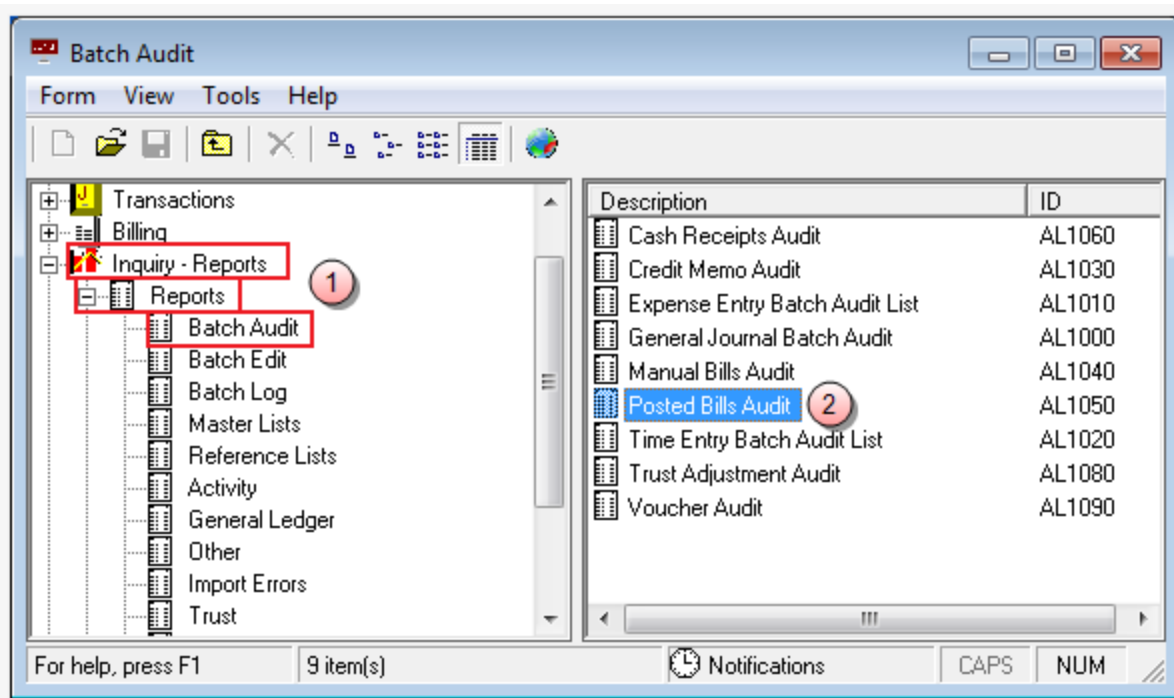 Batch Audit
Form View Tools Help
Transactions
Billing
Inquiry - Reports
Reports
1
Batch Audit
Batch Edit
Batch Log
Master Lists
Reference Lists
Activity
General Ledger
Other
Import Errors
Trust
Description ID
Cash Receipts Audit AL1060
Credit Memo Audit AL1030
Expense Entry Batch Audit List AL1010
General Journal Batch Audit AL1000
Manual Bills Audit AL1040
Posted Bills Audit 2 AL1050
Time Entry Batch Audit List AL1020
Trust Adjustment Audit AL1080
Voucher Audit AL1090
For help, press F1 9 item(s) Notifications CAPS NUM